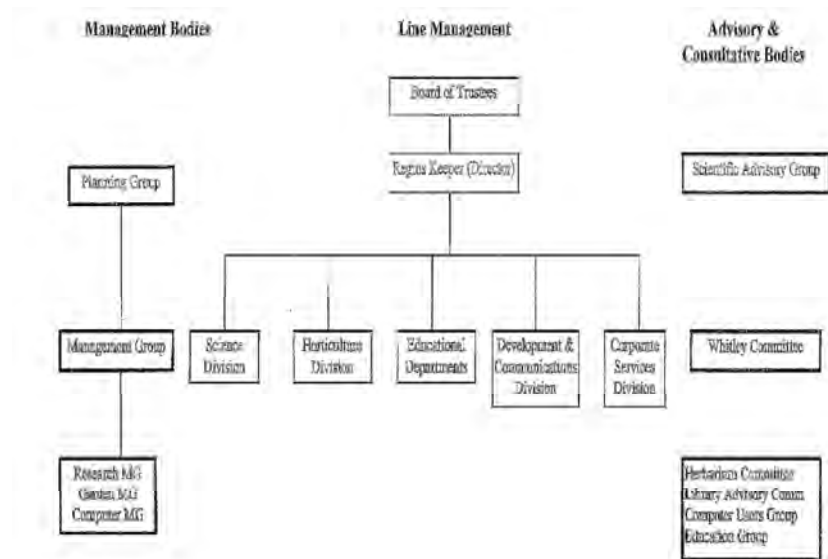 Management Bodies
Line Management
Advisory &
Consultative Bodies
Board of Trustees
Regius Keeper (Director)
Planning Group
Scientific Advisory Group
Management Group
Science
Division
Horticulture
Division
Educational
Departments
Development &
Communications
Division
Corporate
Services
Division
Whitley Committee
Research MG
Garden MG
Computer MG
Herbarium Committee
Library Advisory Comm
Computer Users Group
Education Group